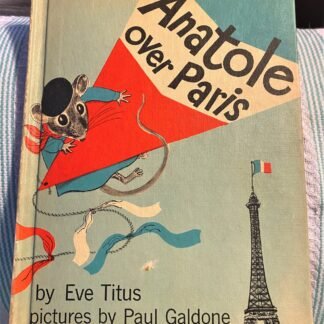 Anatole
over Paris
by Eve Titus
pictures by Paul Galdone